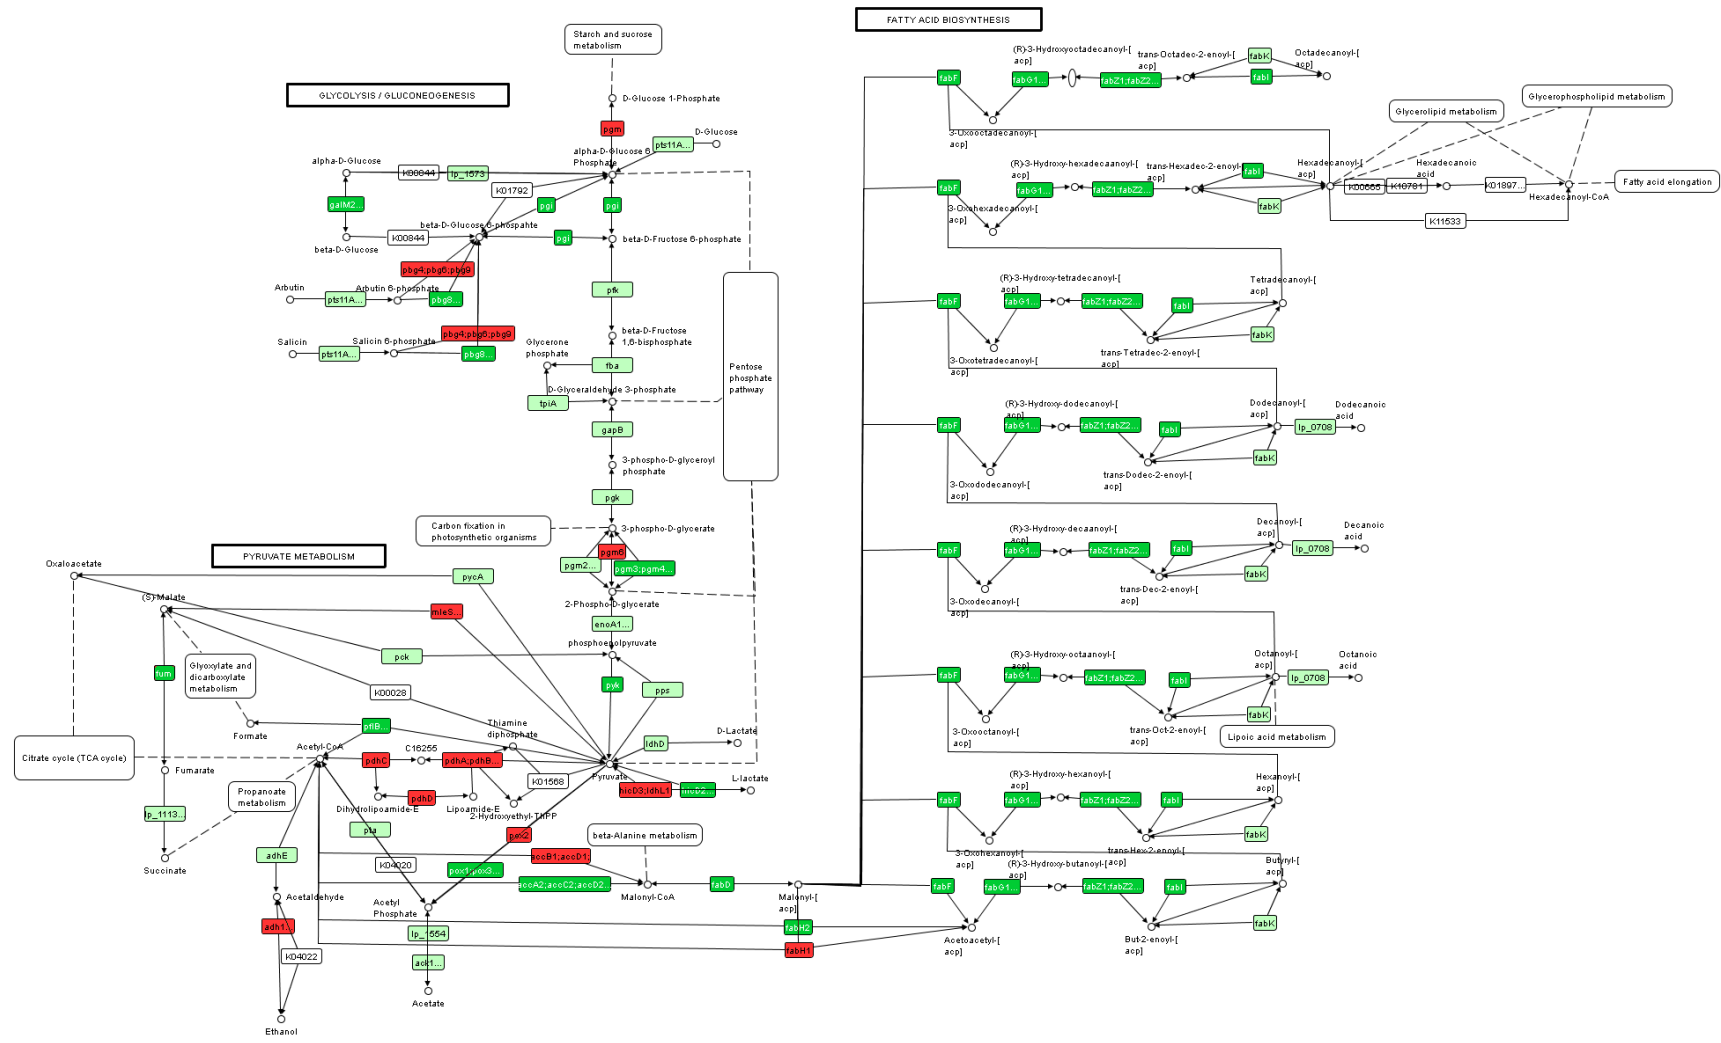 FATTY ACID BIOSYNTHESIS
Starch and sucrose
metabolism
GLYCOLYSIS / GLUCONEOGENESIS
D-Glucose 1-Phosphate
pgm
pts11A...
D-Glucose
alpha-D-Glucose 6
Phosphate
alpha-D-Glucose
K00844
lp_1573
K01792
galM2...
pgi
pgi
beta-D-Glucose 6-phospahte
beta-D-Glucose
K00844
pgi
beta-D-Fructose 6-phosphate
pbg4;pbg6;pbg9
Arbutin
pts11A...
Arbutin 6-phosphate
pbg8...
pfk
Salicin
pts11A...
Salicin 6-phosphate
pbg4;pbg6;pbg9
pbg8...
beta-D-Fructose
1,6-bisphosphate
Glycerone
phosphate
fba
D-Glyceraldehyde 3-phosphate
tpiA
Pentose
phosphate
pathway
gapB
3-phospho-D-glyceroyl
phosphate
pgk
Carbon fixation in
photosynthetic organisms
3-phospho-D-glycerate
pgm6
pgm2...
pgm3;pgm4...
2-Phospho-D-glycerate
enoA1...
phosphoenolpyruvate
PYRUVATE METABOLISM
Oxaloacetate
pycA
(S)-Malate
mleS...
pck
Glyoxylate and
dicarboxylate
metabolism
fum
K00028
pyk
pps
Formate
pflB...
Thiamine
diphosphate
ldhD
D-Lactate
Citrate cycle (TCA cycle)
Acetyl-CoA
C16255
pdhC
pdhA;pdhB...
Pyruvate
Fumarate
K01568
hicD3;ldhL1
hicD2...
L-lactate
Propanoate
metabolism
pdhD
Dihydrolipoamide-E
Lipoamide-E
2-Hydroxyethyl-ThPP
lp_1113...
pta
pox2
beta-Alanine metabolism
adhE
K04020
accB1;accD1;
pox1;pox3...
accA2;accC2;accD2...
fabD
Succinate
Acetaldehyde
Malonyl-CoA
Malonyl-[
acp]
Acetyl
Phosphate
adh1...
lp_1554
fabH2
fabH1
K04022
ack1...
Acetate
Ethanol
fabF
(R)-3-Hydroxyoctadecanoyl-[
acp]
fabG1...
trans-Octadec-2-enoyl-[
acp]
fabZ1;fabZ2...
fabK
fabI
Octadecanoyl-[
acp]
3-Oxooctadecanoyl-[
acp]
Glycerolipid metabolism
Glycerophospholipid metabolism
fabF
(R)-3-Hydroxy-hexadecaanoyl-[
acp]
fabG1...
trans-Hexadec-2-enoyl-[
acp]
fabZ1;fabZ2...
fabI
fabK
Hexadecanoyl-[
acp]
Hexadecanoic
acid
K00665
K10781
K01897...
Fatty acid elongation
Hexadecanoyl-CoA
K11533
3-Oxohexadecanoyl-[
acp]
fabF
(R)-3-Hydroxy-tetradecanoyl-[
acp]
fabG1...
fabZ1;fabZ2...
fabI
fabK
Tetradecanoyl-[
acp]
3-Oxotetradecanoyl-[
acp]
trans-Tetradec-2-enoyl-[
acp]
fabF
(R)-3-Hydroxy-dodecanoyl-[
acp]
fabG1...
fabZ1;fabZ2...
fabI
fabK
Dodecanoyl-[
acp]
lp_0708
Dodecanoic
acid
3-Oxododecanoyl-[
acp]
trans-Dodec-2-enoyl-[
acp]
fabF
(R)-3-Hydroxy-decaanoyl-[
acp]
fabG1...
fabZ1;fabZ2...
fabI
fabK
Decanoyl-[
acp]
lp_0708
Decanoic
acid
3-Oxodecanoyl-[
acp]
trans-Dec-2-enoyl-[
acp]
fabF
(R)-3-Hydroxy-octaanoyl-[
acp]
fabG1...
fabZ1;fabZ2...
fabI
fabK
Octanoyl-[
acp]
lp_0708
Octanoic
acid
3-Oxooctanoyl-[
acp]
trans-Oct-2-enoyl-[
acp]
Lipoic acid metabolism
fabF
(R)-3-Hydroxy-hexanoyl-[
acp]
fabG1...
fabZ1;fabZ2...
fabI
fabK
Hexanoyl-[
acp]
3-Oxohexanoyl-[
acp]
trans-Hex-2-enoyl-[
acp]
fabF
(R)-3-Hydroxy-butanoyl-[
acp]
fabG1...
fabZ1;fabZ2...
fabI
fabK
Butyryl-[
acp]
Acetoacetyl-[
acp]
But-2-enoyl-[
acp]